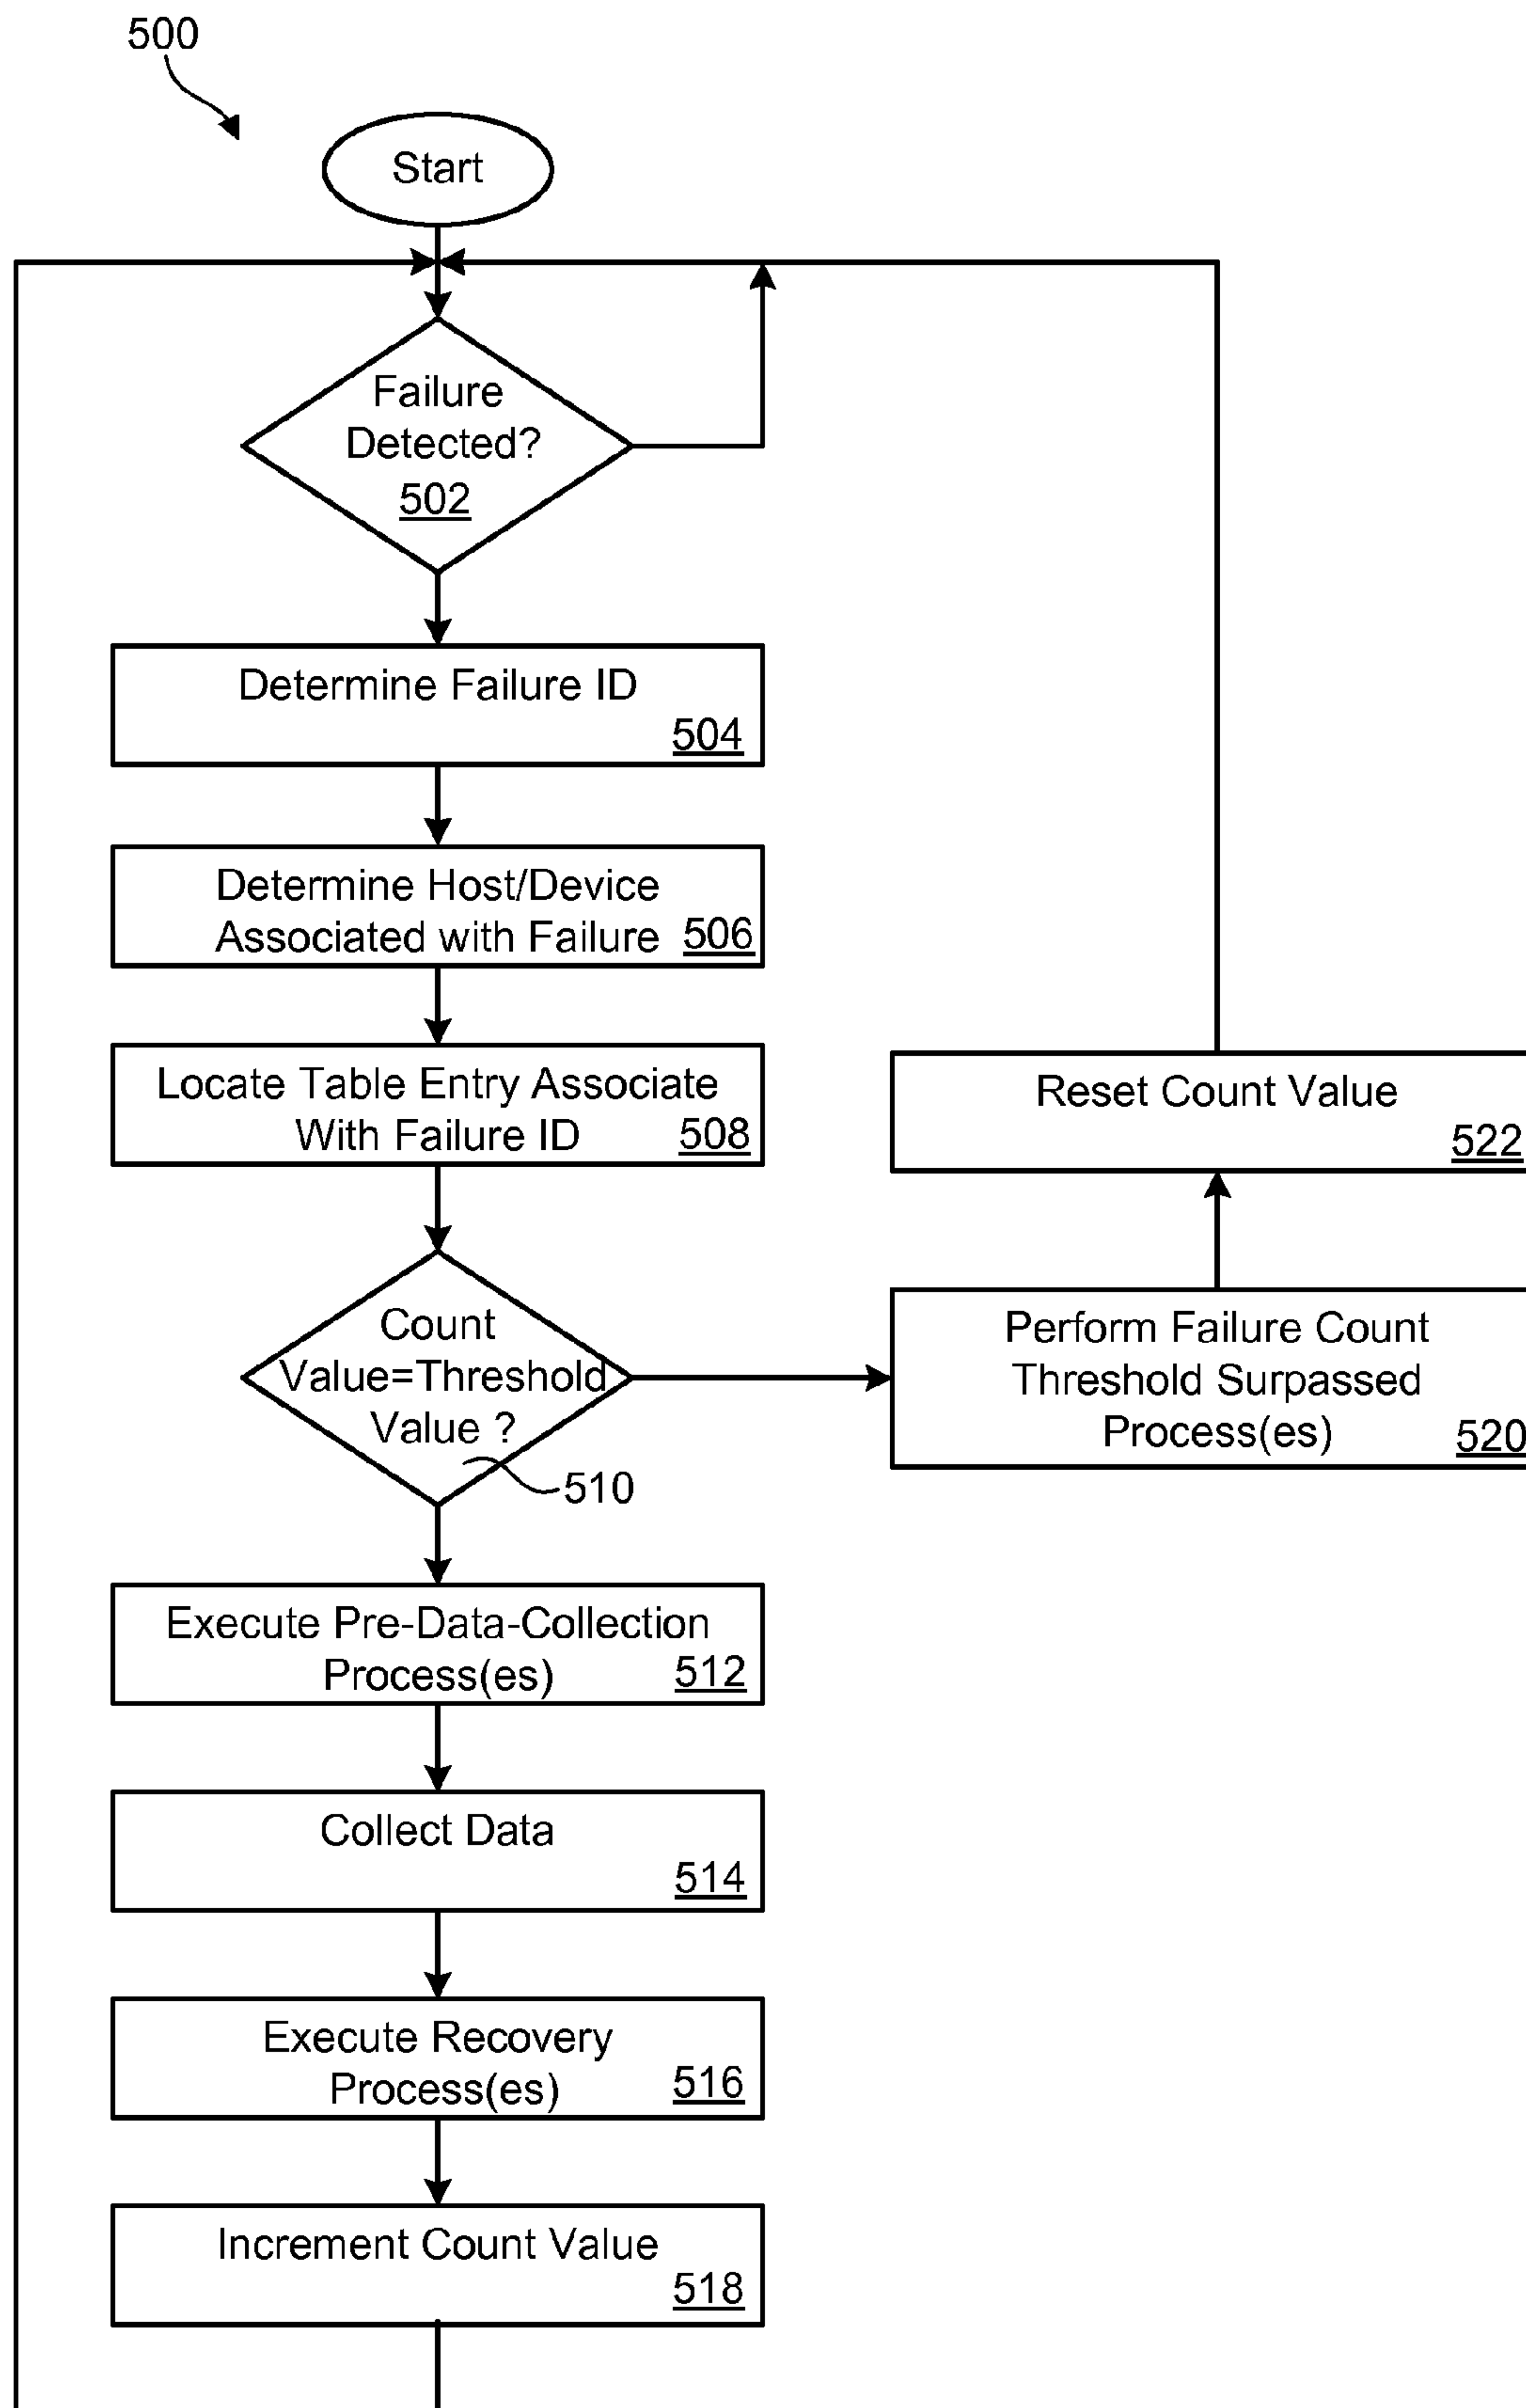 500
Start
Failure
Detected?
502
Determine Failure ID
504
Determine Host/Device
Associated with Failure 506
Locate Table Entry Associate
With Failure ID 508
Count
Value=Threshold
Value ?
510
Execute Pre-Data-Collection
Process(es) 512
Collect Data
514
Execute Recovery
Process(es) 516
Increment Count Value
518
Perform Failure Count
Threshold Surpassed
Process(es) 520
Reset Count Value
522